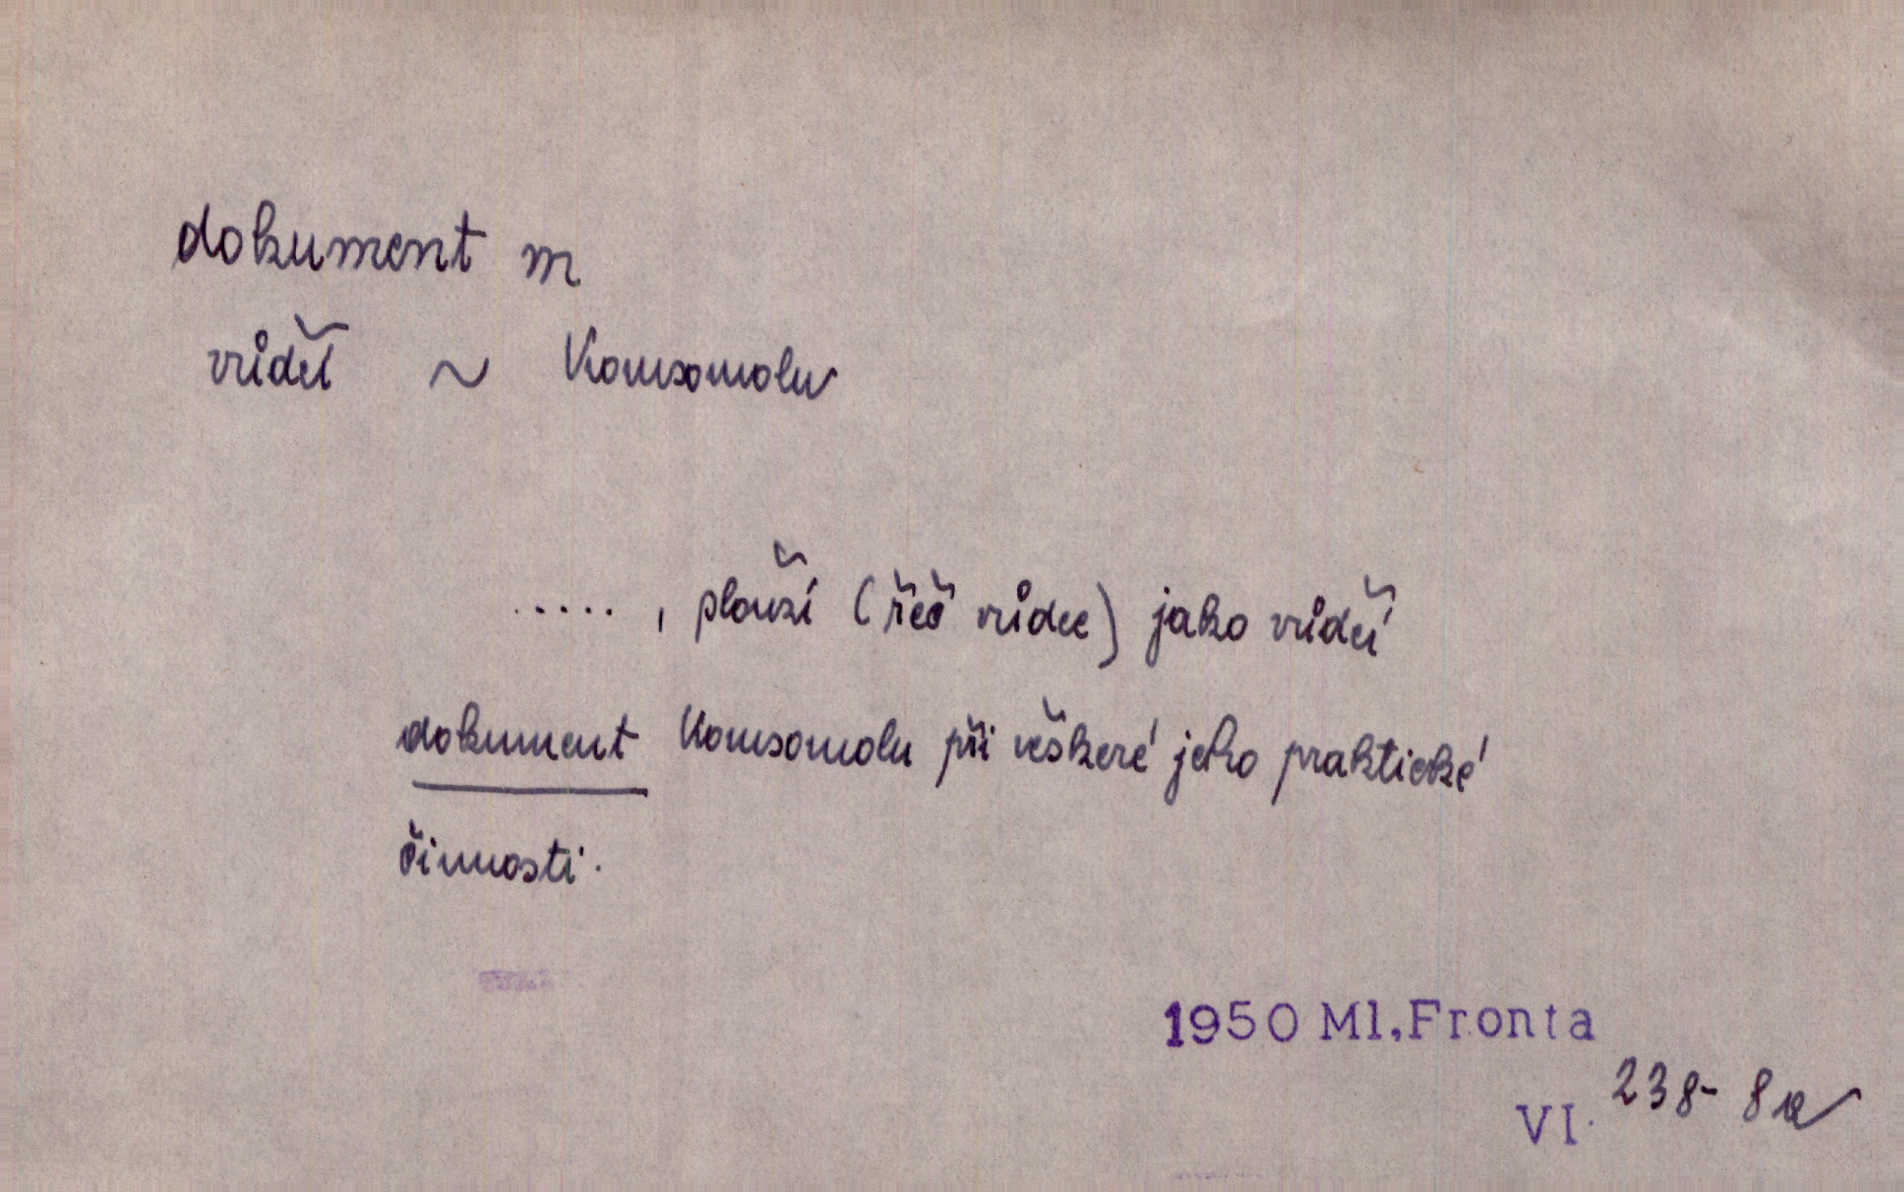 dokument m
vůdčí ~ Komsomolu
....., slouží (řeč vůdce) jako vůdčí
dokument Komsomolu při veškeré jeho praktické
činnosti.
1950 Ml. Fronta
VI. 238- 8a